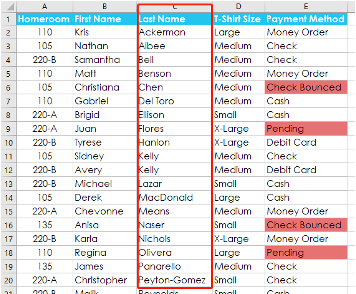 A B C D E
1 Homeroom First Name Last Name T-Shirt Size Payment Method
2 110 Kris Ackerman Large Money Order
3 105 Nathan Albee Medium Check
4 220-B Samantha Bell Medium Check
5 110 Matt Benson Medium Money Order
6 105 Christiana Chen Medium Check Bounced
7 110 Gabriel Del Toro Medium Cash
8 220-A Brigid Ellison Small Cash
9 220-A Juan Flores X-Large Pending
10 220-B Tyrese Hanlon X-Large Debit Card
11 105 Sidney Kelly Medium Check
12 220-B Avery Kelly Medium Debit Card
13 220-B Michael Lazar Small Cash
14 105 Derek MacDonald Large Cash
15 220-A Chevonne Means Medium Money Order
16 135 Anisa Naser Small Check Bounced
17 220-B Karla Nichols X-Large Money Order
18 110 Regina Olivera Large Pending
19 135 James Panarello Medium Check
20 220-A Christopher Peyton-Gomez Small Check
21 220-B Malik Reynolds Small Cash